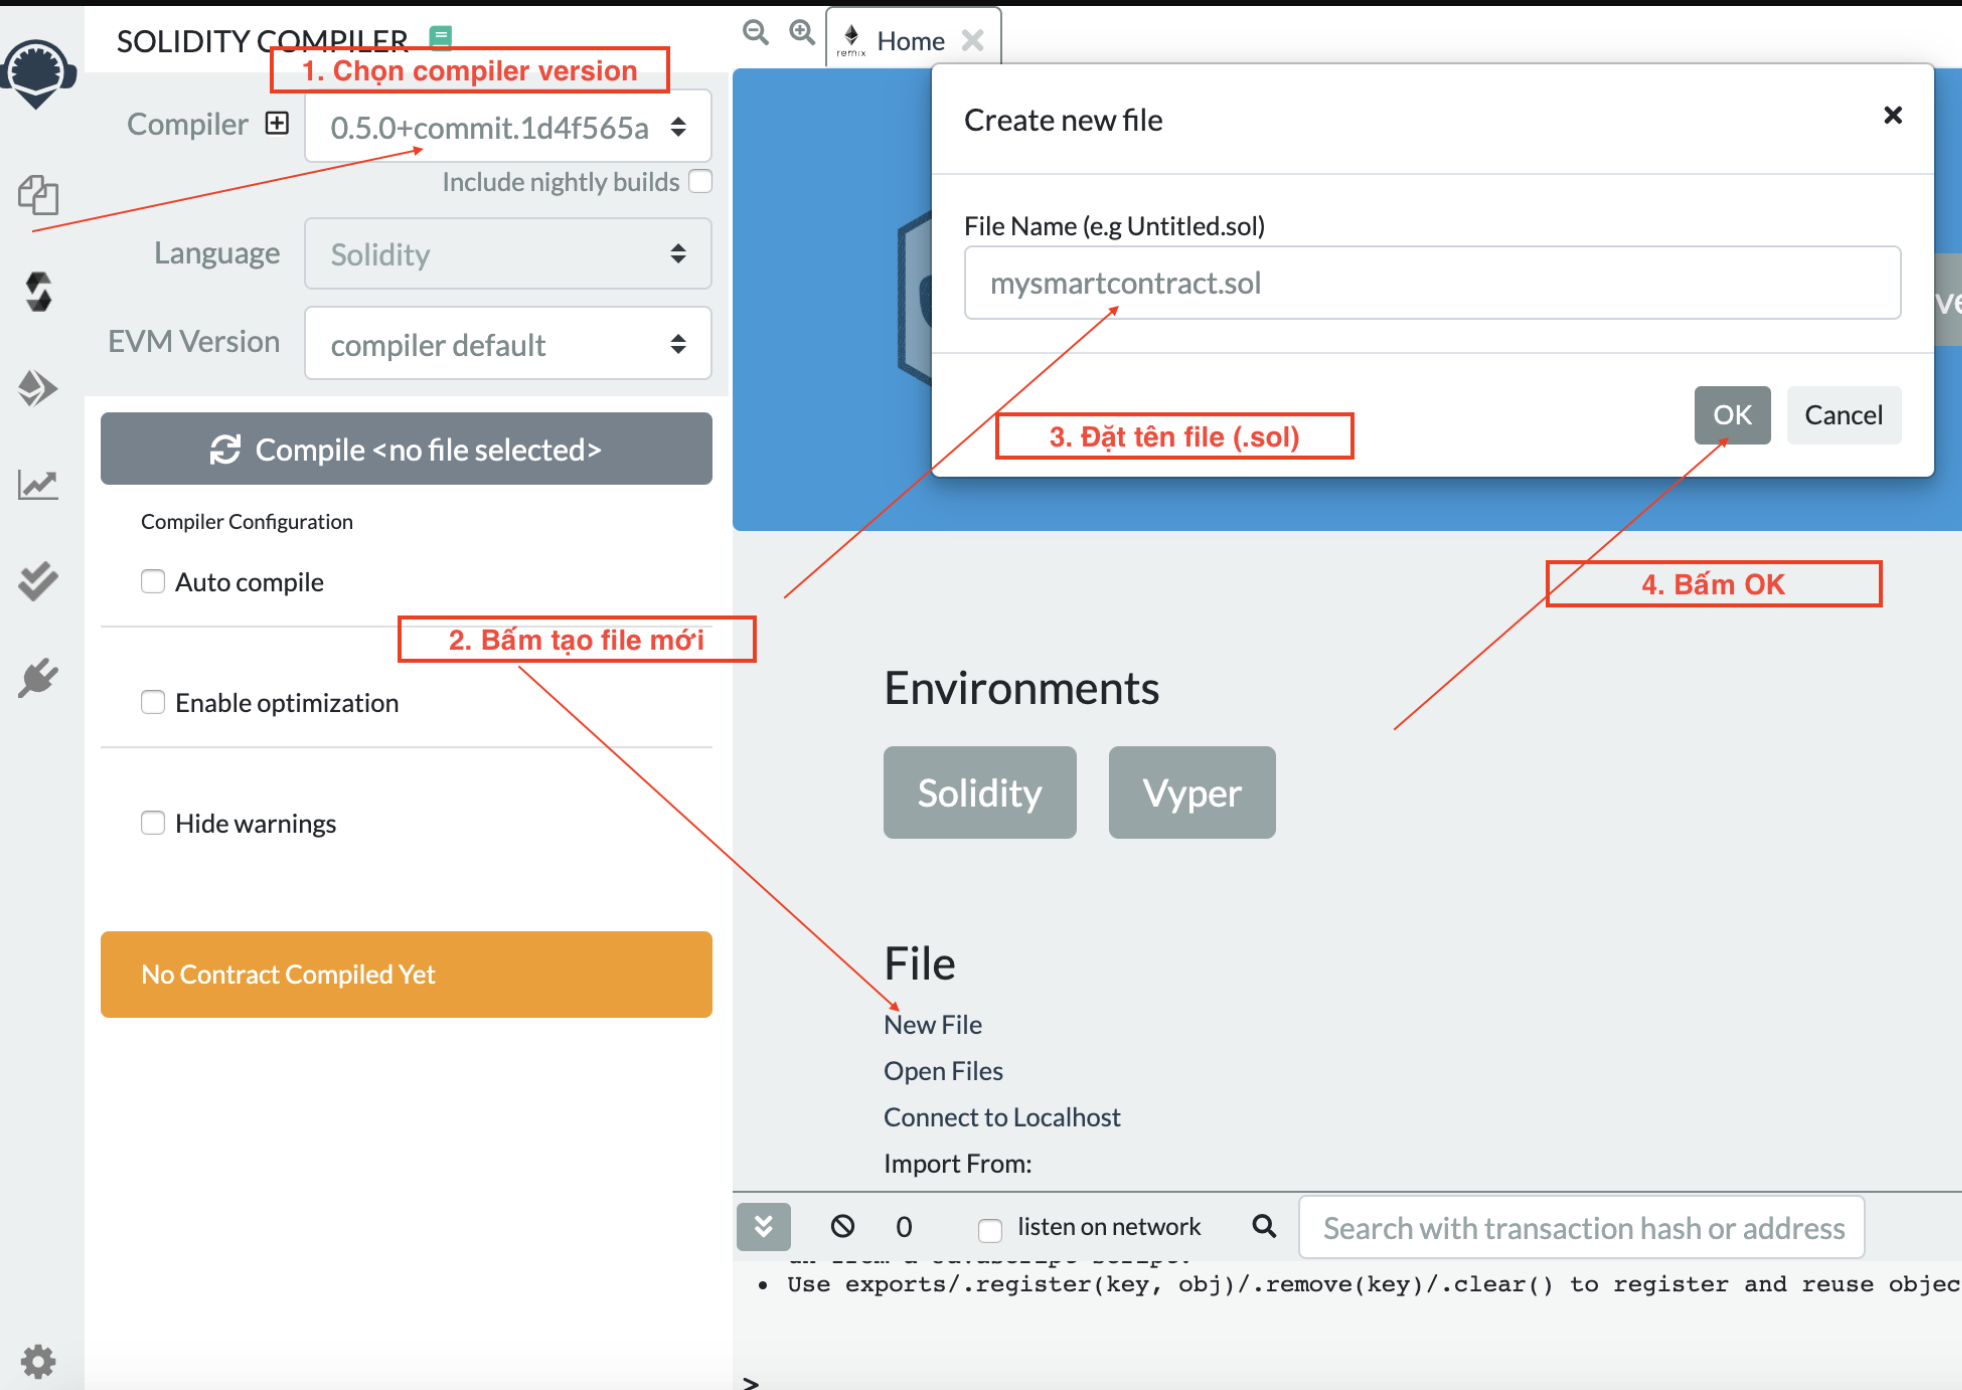 SOLIDITY COMPILER
1. Chọn compiler version
Compiler
0.5.0+commit.1d4f565a
Include nightly builds
Language
Solidity
EVM Version
compiler default
Compile <no file selected>
Compiler Configuration
Auto compile
2. Bấm tạo file mới
Enable optimization
Hide warnings
No Contract Compiled Yet
remix
Home
Create new file
File Name (e.g Untitled.sol)
mysmartcontract.sol
OK
Cancel
3. Đặt tên file (.sol)
4. Bấm OK
Environments
Solidity
Vyper
File
New File
Open Files
Connect to Localhost
Import From:
0
listen on network
Search with transaction hash or address
• Use exports/.register(key, obj)/.remove(key)/.clear() to register and reuse objec
>